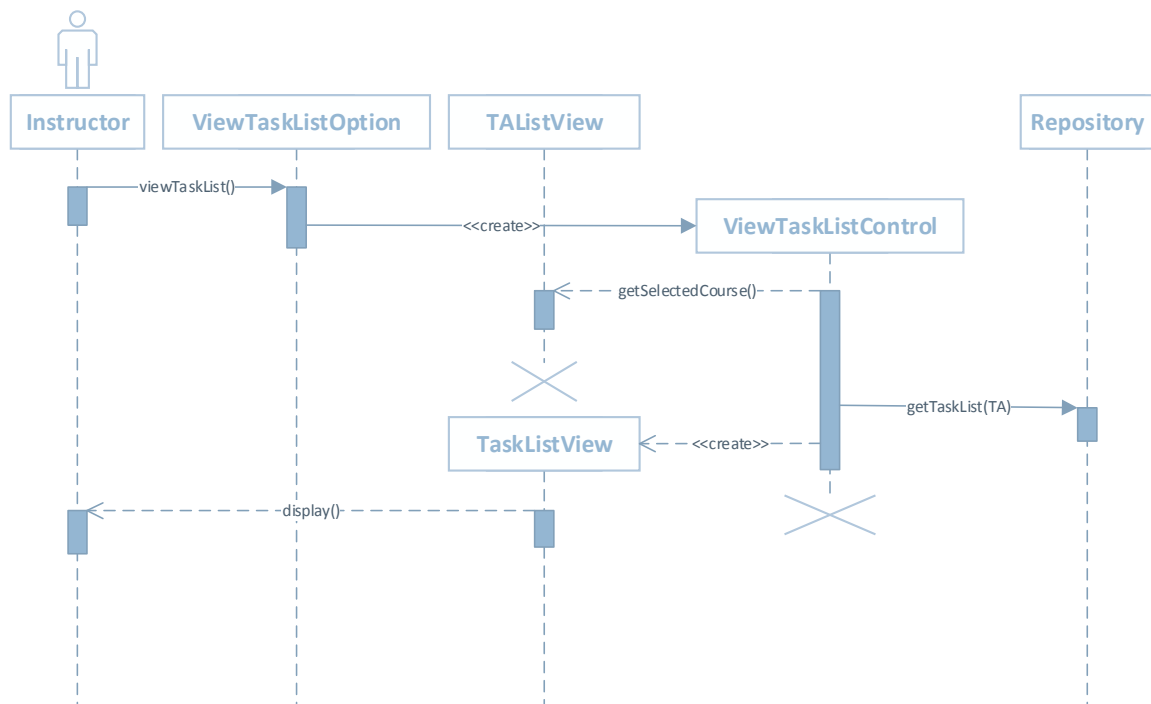 Instructor
ViewTaskListOption
TAListView
Repository
viewTaskList()
<<create>>
ViewTaskListControl
getSelectedCourse()
getTaskList(TA)
TaskListView
<<create>>
display()